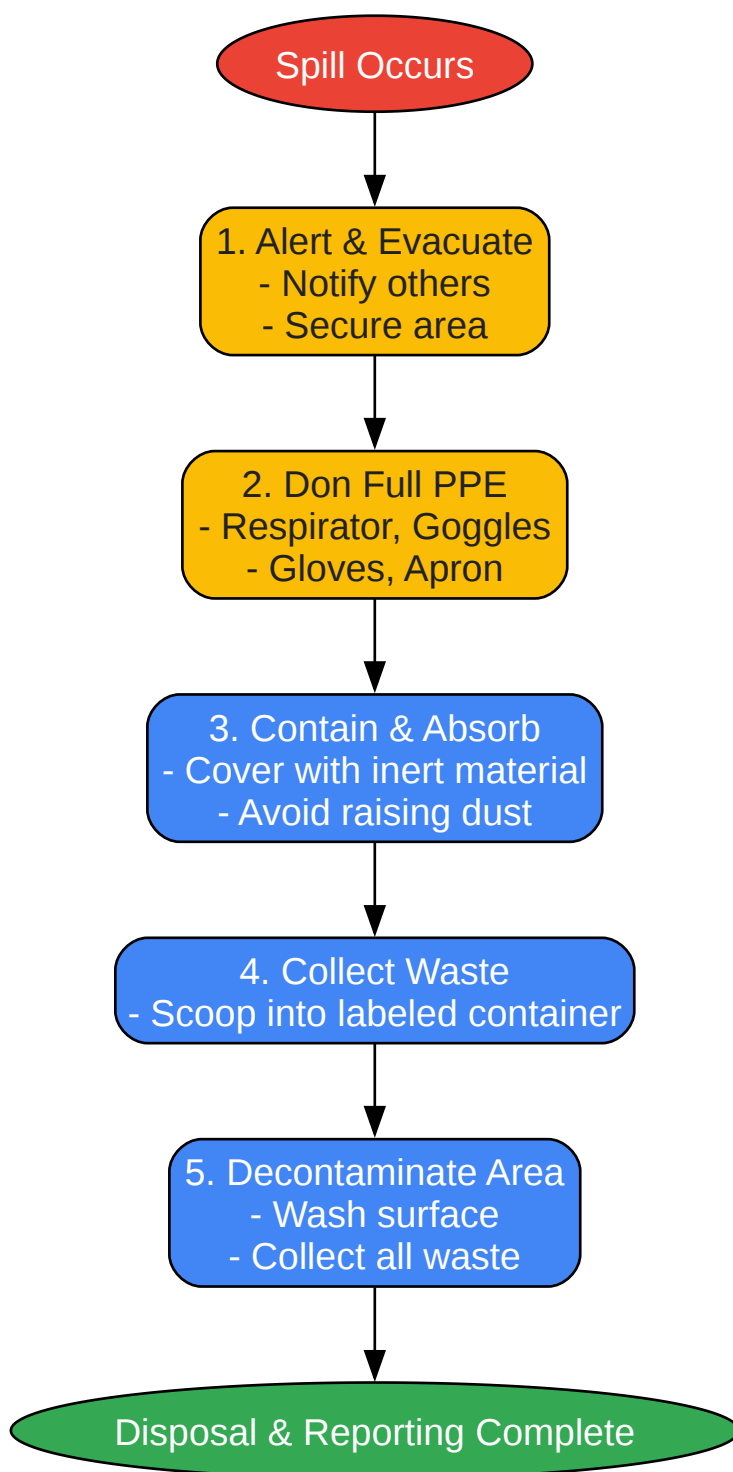 Spill Occurs
1. Alert & Evacuate
- Notify others
- Secure area
2. Don Full PPE
- Respirator, Goggles
- Gloves, Apron
3. Contain & Absorb
- Cover with inert material
- Avoid raising dust
4. Collect Waste
- Scoop into labeled container
5. Decontaminate Area
- Wash surface
- Collect all waste
Disposal & Reporting Complete